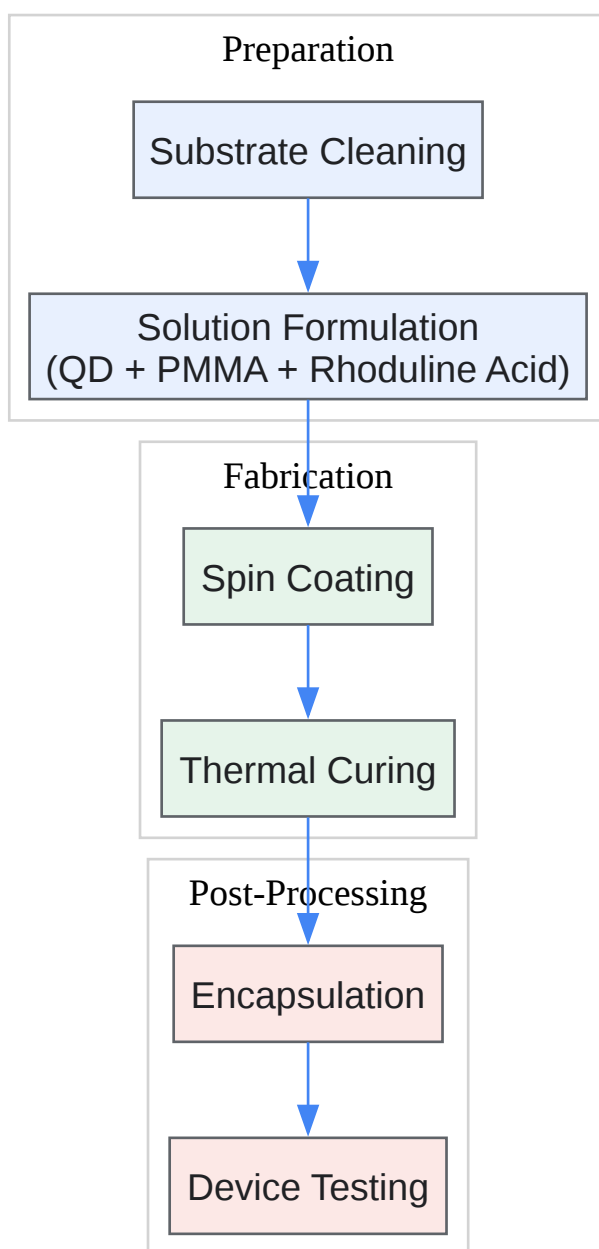 Preparation
Substrate Cleaning
Solution Formulation
(QD + PMMA + Rhoduline Acid)
Fabrication
Spin Coating
Thermal Curing
Post-Processing
Encapsulation
Device Testing